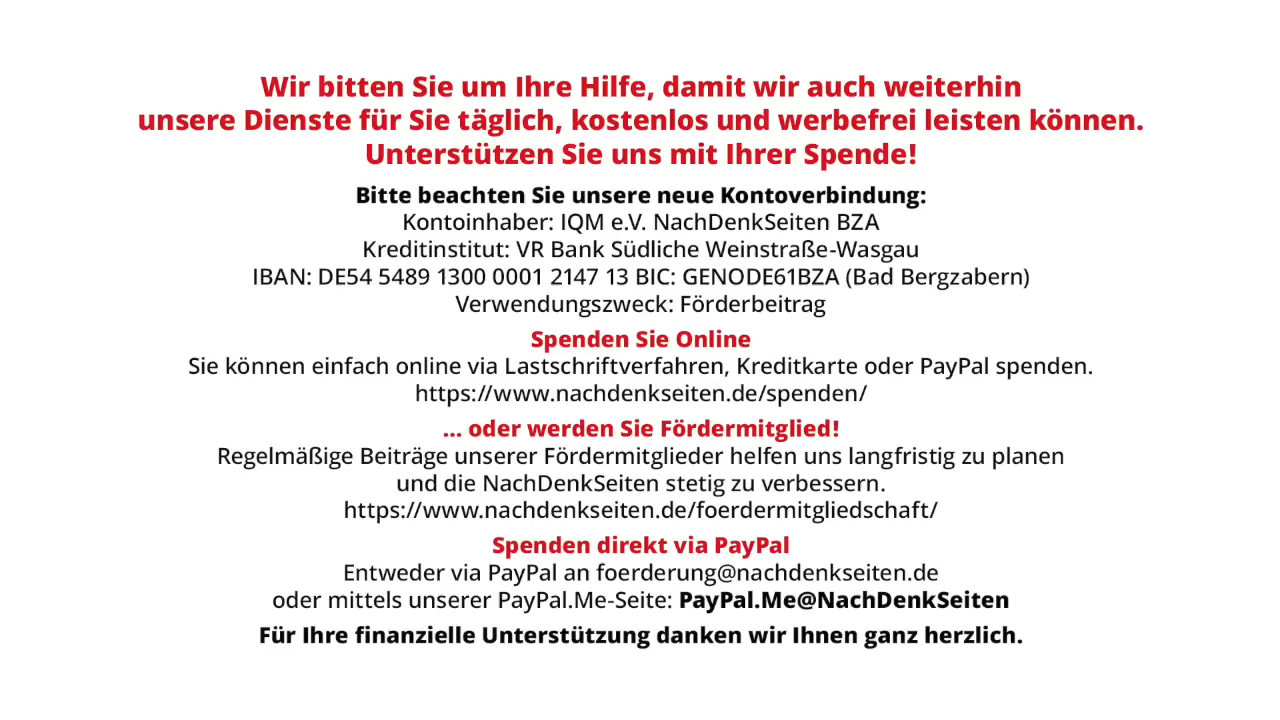 Wir bitten Sie um Ihre Hilfe, damit wir auch weiterhin
unsere Dienste für Sie täglich, kostenlos und werbefrei leisten können.
Unterstützen Sie uns mit Ihrer Spende!
Bitte beachten Sie unsere neue Kontoverbindung:
Kontoinhaber: IQM e.V. NachDenkSeiten BZA
Kreditinstitut: VR Bank Südliche Weinstraße-Wasgau
IBAN: DE54 5489 1300 0001 2147 13 BIC: GENODE61BZA (Bad Bergzabern)
Verwendungszweck: Förderbeitrag
Spenden Sie Online
Sie können einfach online via Lastschriftverfahren, Kreditkarte oder PayPal spenden.
https://www.nachdenkseiten.de/spenden/
... oder werden Sie Fördermitglied!
Regelmäßige Beiträge unserer Fördermitglieder helfen uns langfristig zu planen
und die NachDenkSeiten stetig zu verbessern.
https://www.nachdenkseiten.de/foerdermitgliedschaft/
Spenden direkt via PayPal
Entweder via PayPal an foerderung@nachdenkseiten.de
oder mittels unserer PayPal.Me-Seite: PayPal.Me@NachDenkSeiten
Für Ihre finanzielle Unterstützung danken wir Ihnen ganz herzlich.